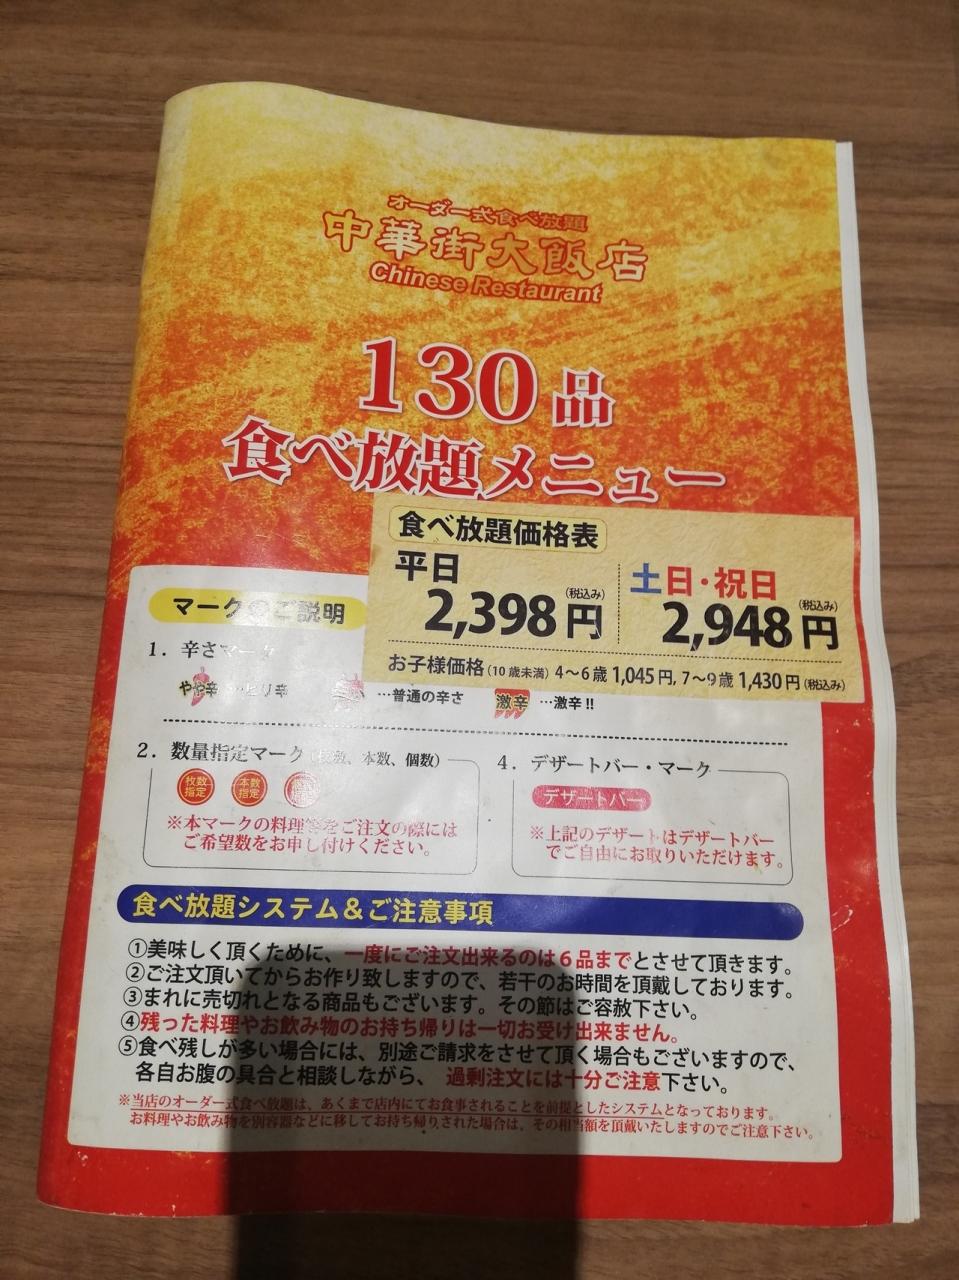 オーダー式食べ放題
中華街大飯店
Chinese Restaurant
130品
食べ放題メニュー
食べ放題価格表
平日
2,398円(税込み)
土日・祝日
2,948円(税込み)
お子様価格(10歳未満) 4〜6歳 1,045円, 7〜9歳 1,430円(税込み)
マークのご説明
1. 辛さマーク
やや辛 …ピリ辛
…普通の辛さ
激辛 …激辛!!
2. 数量指定マーク(枚数、本数、個数)
枚数指定 本数指定
※本マークの料理等をご注文の際には
ご希望数をお申し付けください。
4. デザートバー・マーク
デザートバー
※上記のデザートはデザートバー
でご自由にお取りいただけます。
食べ放題システム&ご注意事項
①美味しく頂くために、一度にご注文出来るのは6品までとさせて頂きます。
②ご注文頂いてからお作り致しますので、若干のお時間を頂戴しております。
③まれに売切れとなる商品もございます。その節はご容赦下さい。
④残った料理やお飲み物のお持ち帰りは一切お受け出来ません。
⑤食べ残しが多い場合には、別途ご請求をさせて頂く場合もございますので、
各自お腹の具合と相談しながら、 過剰注文には十分ご注意下さい。
※当店のオーダー式食べ放題は、あくまで店内にてお食事されることを前提としたシステムとなっております。
お料理やお飲み物を別容器などに移してお持ち帰りされた場合は、その相当額を頂戴いたしますのでご注意下さい。